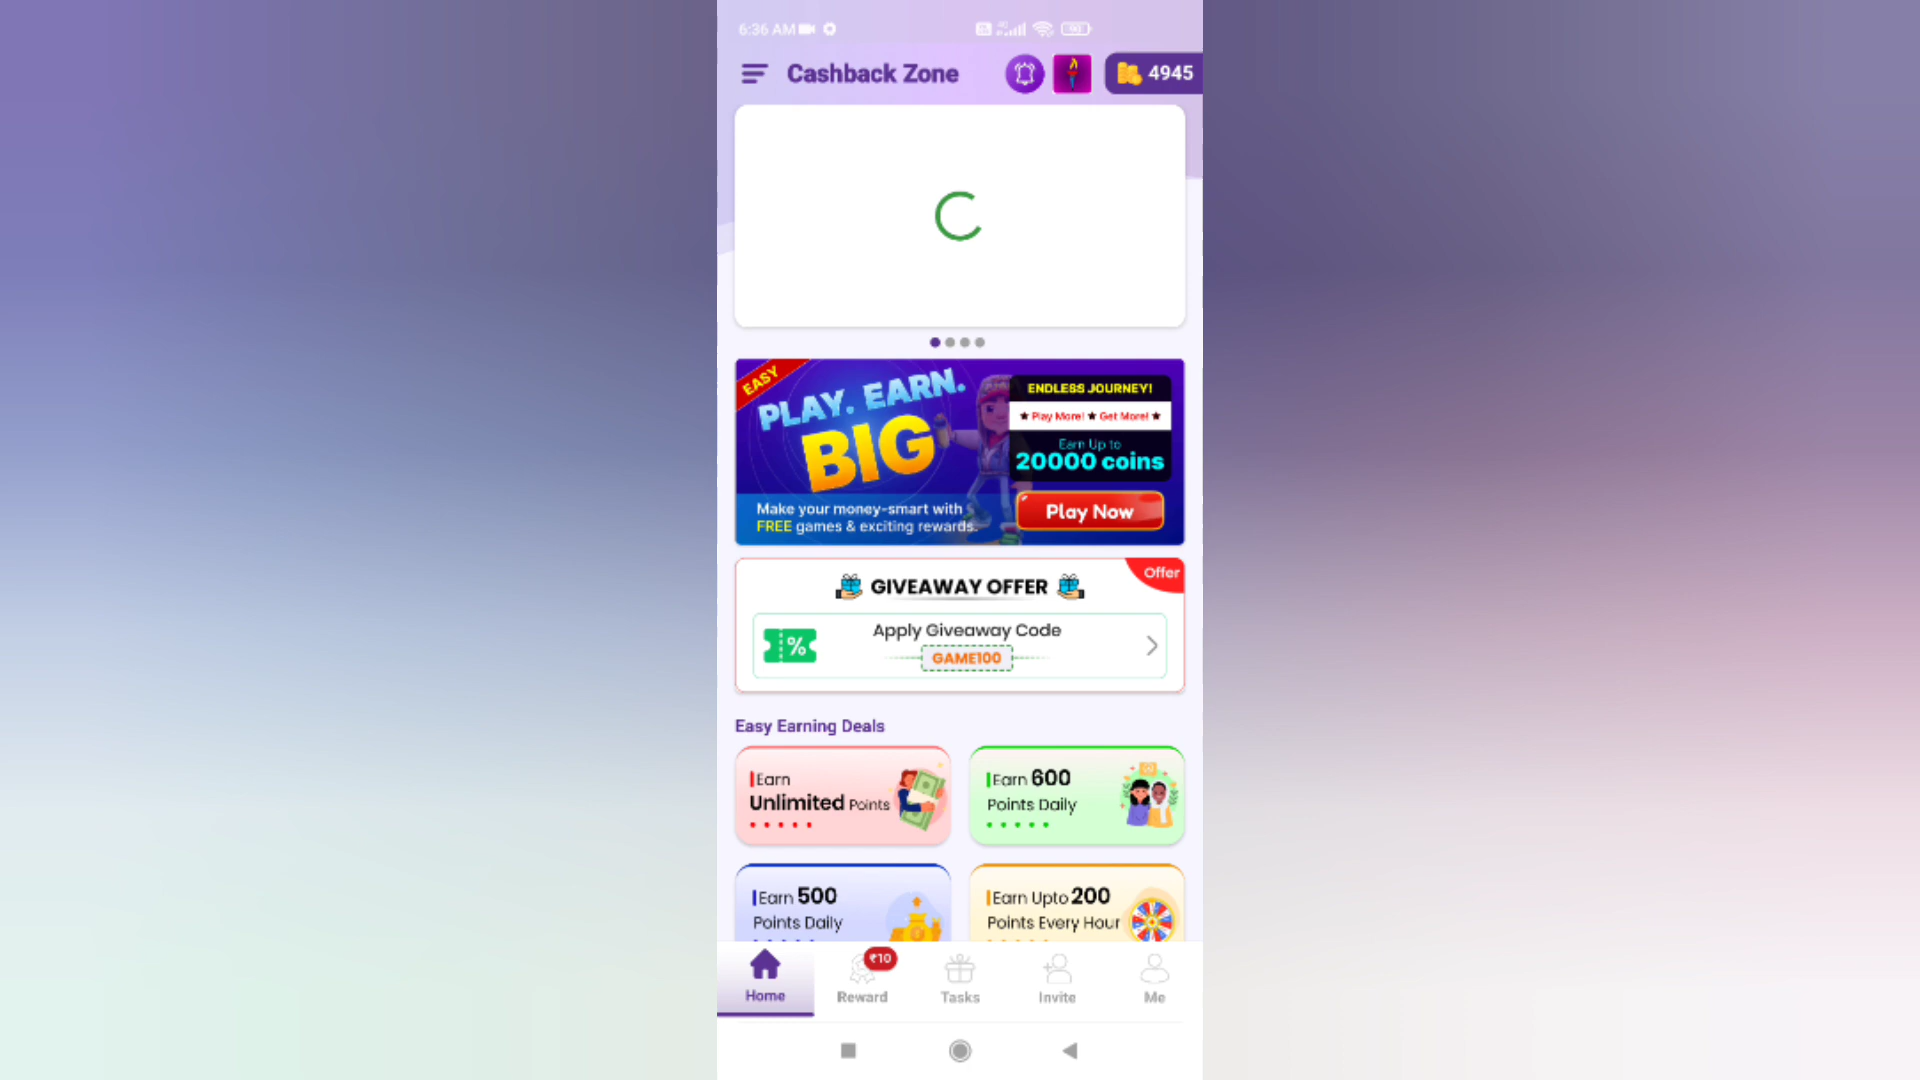 6:36 AM
Cashback Zone
4945
EASY
PLAY. EARN.
BIG
Make your money-smart with
FREE games & exciting rewards.
ENDLESS JOURNEY!
★ Play More! ★ Get More! ★
Earn Up to
20000 coins
Play Now
Offer
GIVEAWAY OFFER
%
Apply Giveaway Code
GAME100
Easy Earning Deals
Earn
Unlimited Points
Earn 600
Points Daily
Earn 500
Points Daily
Earn Upto 200
Points Every Hour
₹10
Home
Reward
Tasks
Invite
Me